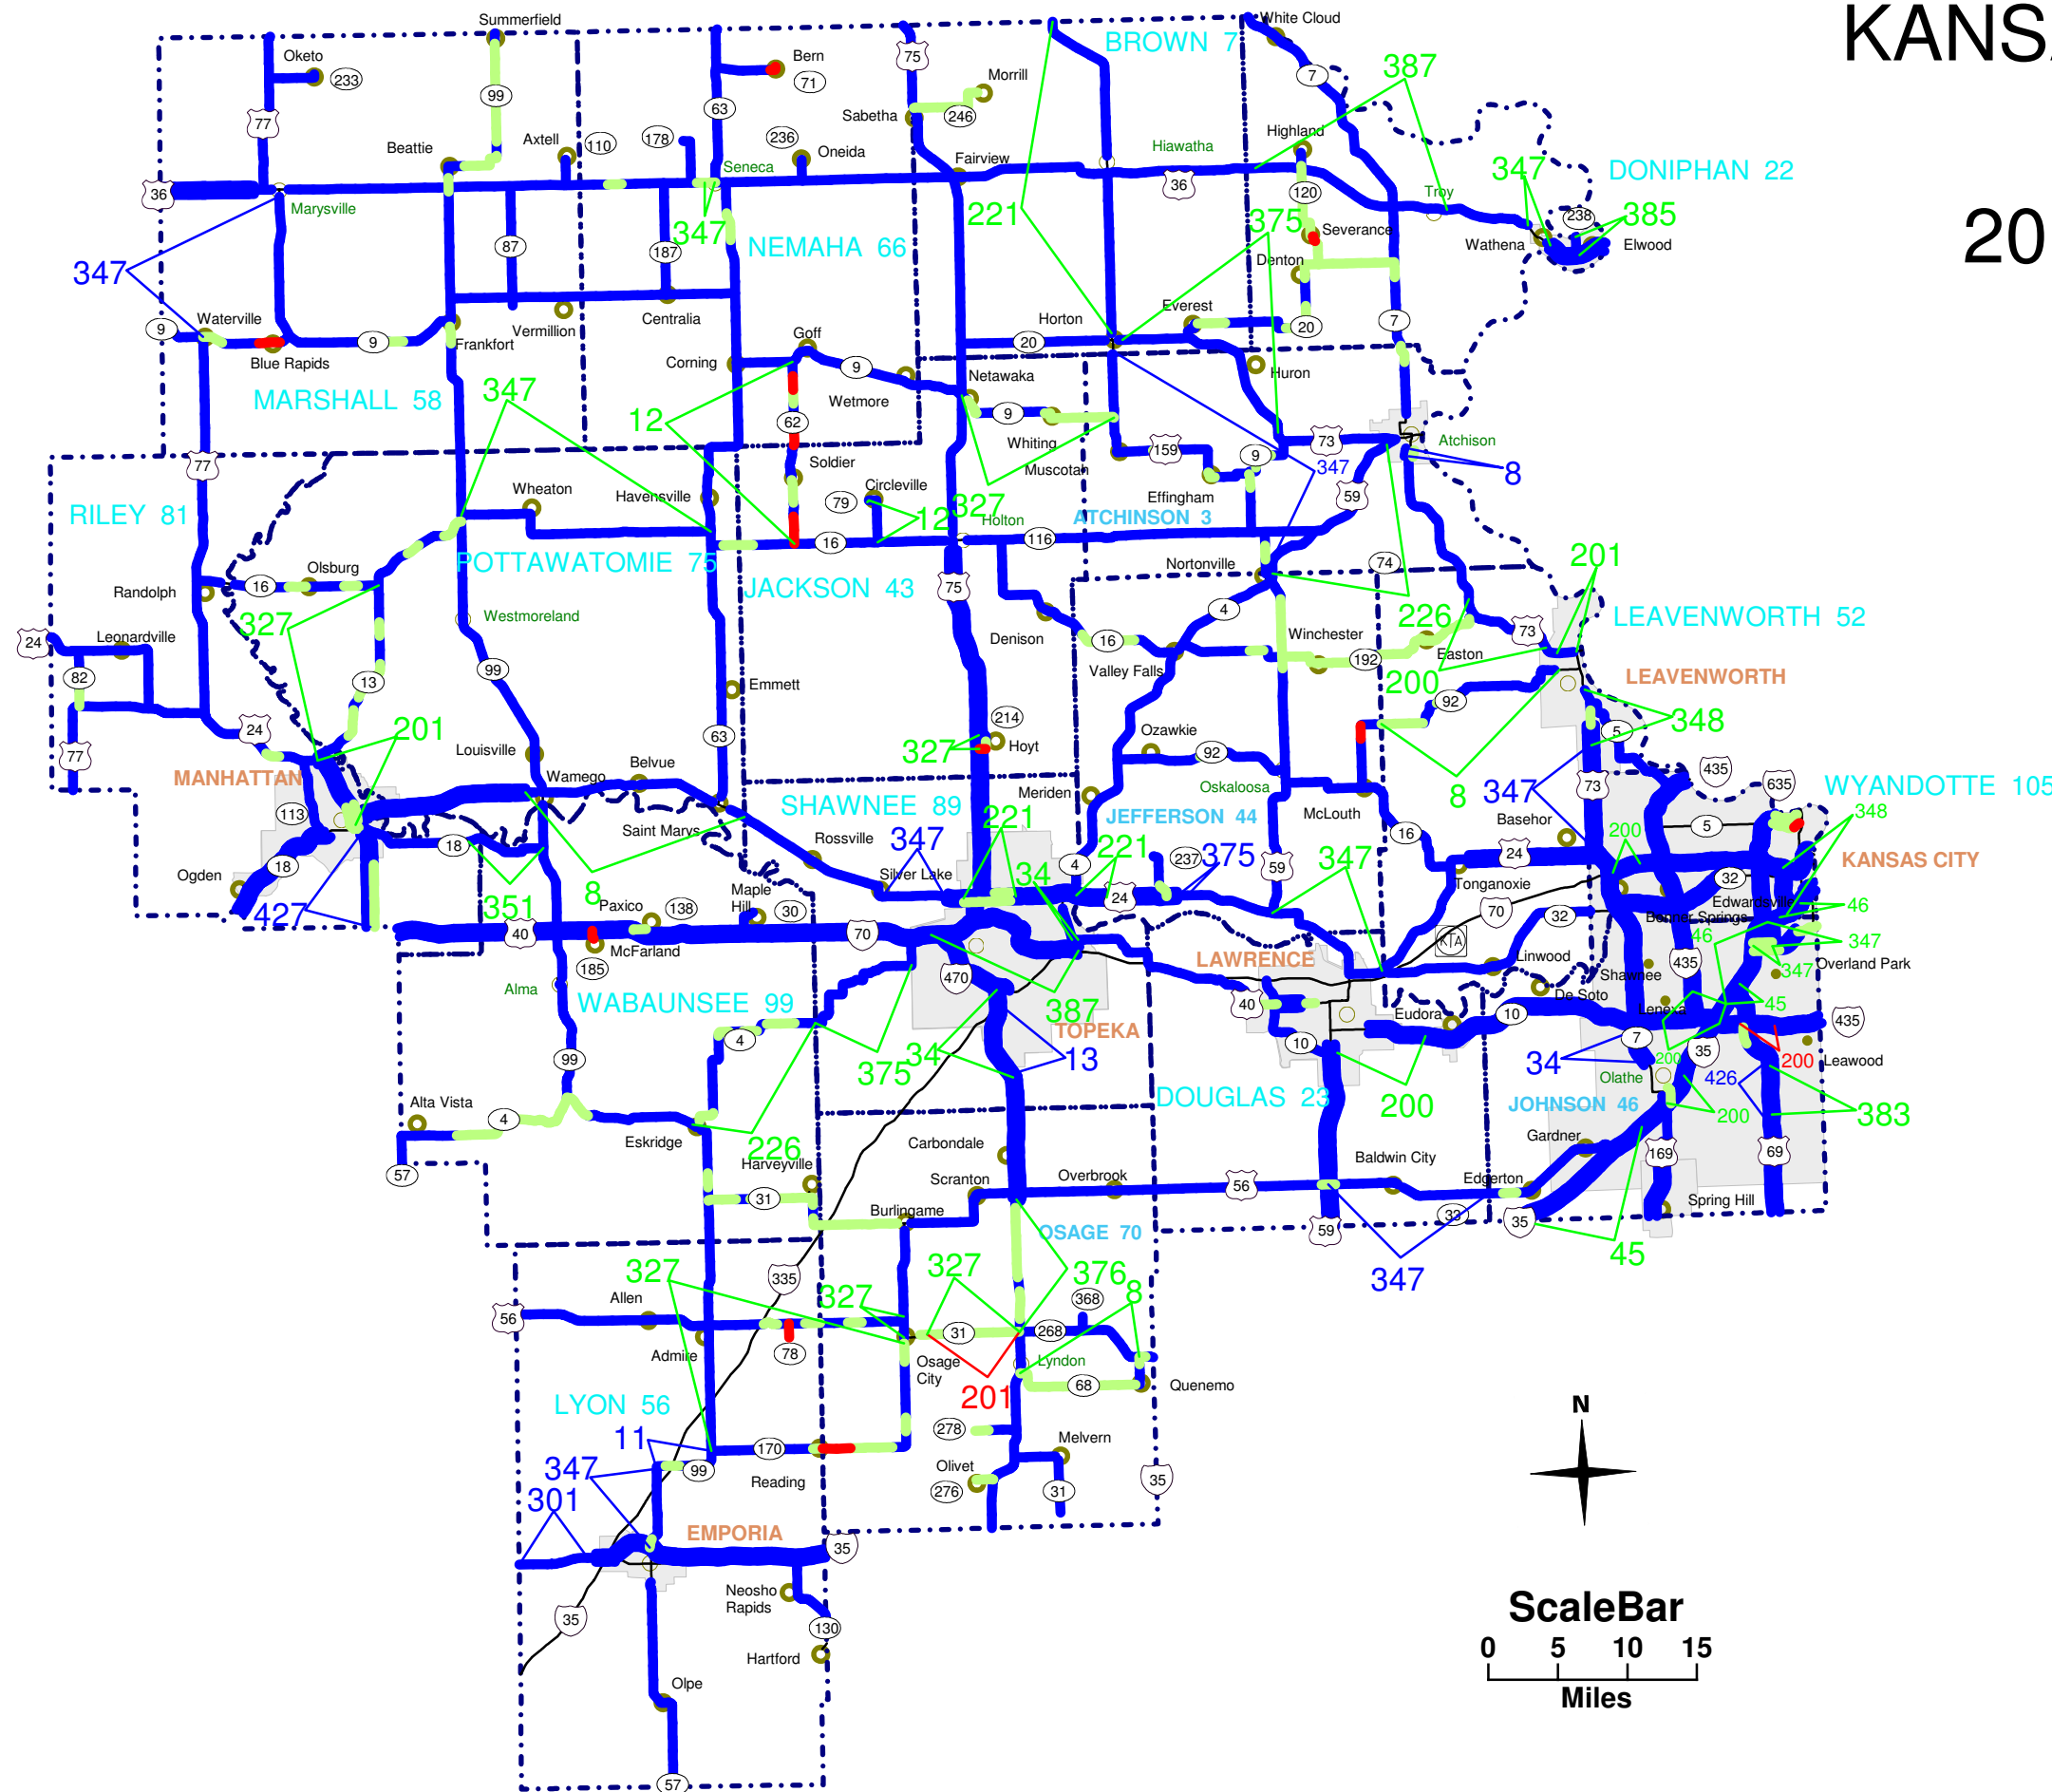 KANSA
20
Summerfield
White Cloud
BROWN 7
Oketo
233
Bern
71
75
Morrill
7
387
99
77
63
Sabetha
246
Beattie
Axtell
110
178
236
Oneida
Highland
Seneca
Fairview
Hiawatha
347
DONIPHAN 22
36
Marysville
36
120
Troy
238
385
347
221
375
Severance
Wathena
Elwood
87
187
NEMAHA 66
347
Denton
Waterville
9
Vermillion
Centralia
Goff
Horton
Everest
20
20
7
Blue Rapids
9
Frankfort
Corning
9
Netawaka
Huron
MARSHALL 58
347
12
62
Wetmore
9
Whiting
Muscotah
159
9
73
Atchison
77
Soldier
347
8
RILEY 81
Wheaton
Havensville
79
Circleville
12
327
Holton
Effingham
59
ATCHINSON 3
16
116
POTTAWATOMIE 75
JACKSON 43
75
Nortonville
74
201
Randolph
16
Olsburg
Westmoreland
4
226
LEAVENWORTH 52
327
24
Leonardville
Denison
16
Valley Falls
Winchester
192
Easton
73
200
LEAVENWORTH
82
13
99
Emmett
92
348
5
201
24
77
Louisville
63
214
Hoyt
327
Ozawkie
92
MANHATTAN
Wamego
Belvue
Meriden
Oskaloosa
8
347
73
435
635
WYANDOTTE 105
113
SHAWNEE 89
221
JEFFERSON 44
McLouth
Basehor
348
Saint Marys
Rossville
347
16
200
5
18
18
4
221
237
375
59
347
24
KANSAS CITY
Ogden
Silver Lake
34
24
Tonganoxie
32
427
351
8
Maple
Hill
30
Edwardsville
46
Paxico
138
70
70
32
Bonner Springs
46
40
McFarland
KTA
347
185
LAWRENCE
Linwood
Shawnee
435
347
Overland Park
Alma
WABAUNSEE 99
470
387
40
De Soto
TOPEKA
Eudora
10
Lenexa
45
435
4
34
13
10
7
99
375
34
200
35
200
Leawood
Olathe
426
Alta Vista
4
DOUGLAS 23
200
JOHNSON 46
200
383
Eskridge
226
Carbondale
Gardner
57
Harveyville
Scranton
Overbrook
Baldwin City
169
69
31
56
Edgerton
Burlingame
Spring Hill
33
59
35
OSAGE 70
45
327
335
327
376
347
Allen
327
8
56
368
31
268
Admire
78
Osage
City
Lyndon
201
68
Quenemo
LYON 56
11
278
N
170
Melvern
347
99
Reading
Olivet
276
31
35
301
EMPORIA
35
Neosho
Rapids
35
130
Hartford
ScaleBar
0 5 10 15
Miles
Olpe
57